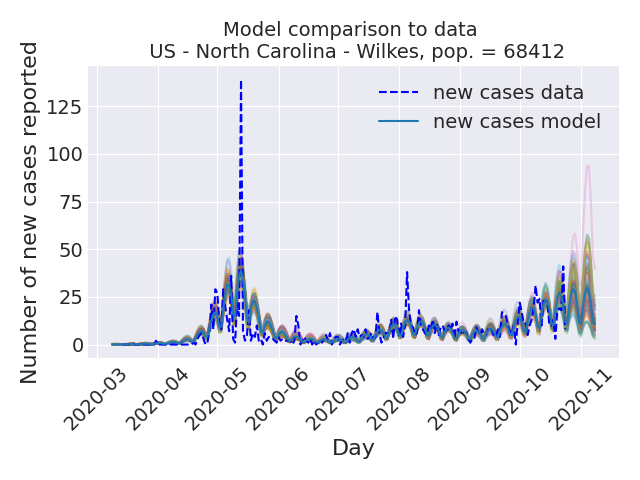 Model comparison to data
US - North Carolina - Wilkes, pop. = 68412
Number of new cases reported
125
100
75
50
25
0
new cases data
new cases model
2020-03
2020-04
2020-05
2020-06
2020-07
2020-08
2020-09
2020-10
2020-11
Day